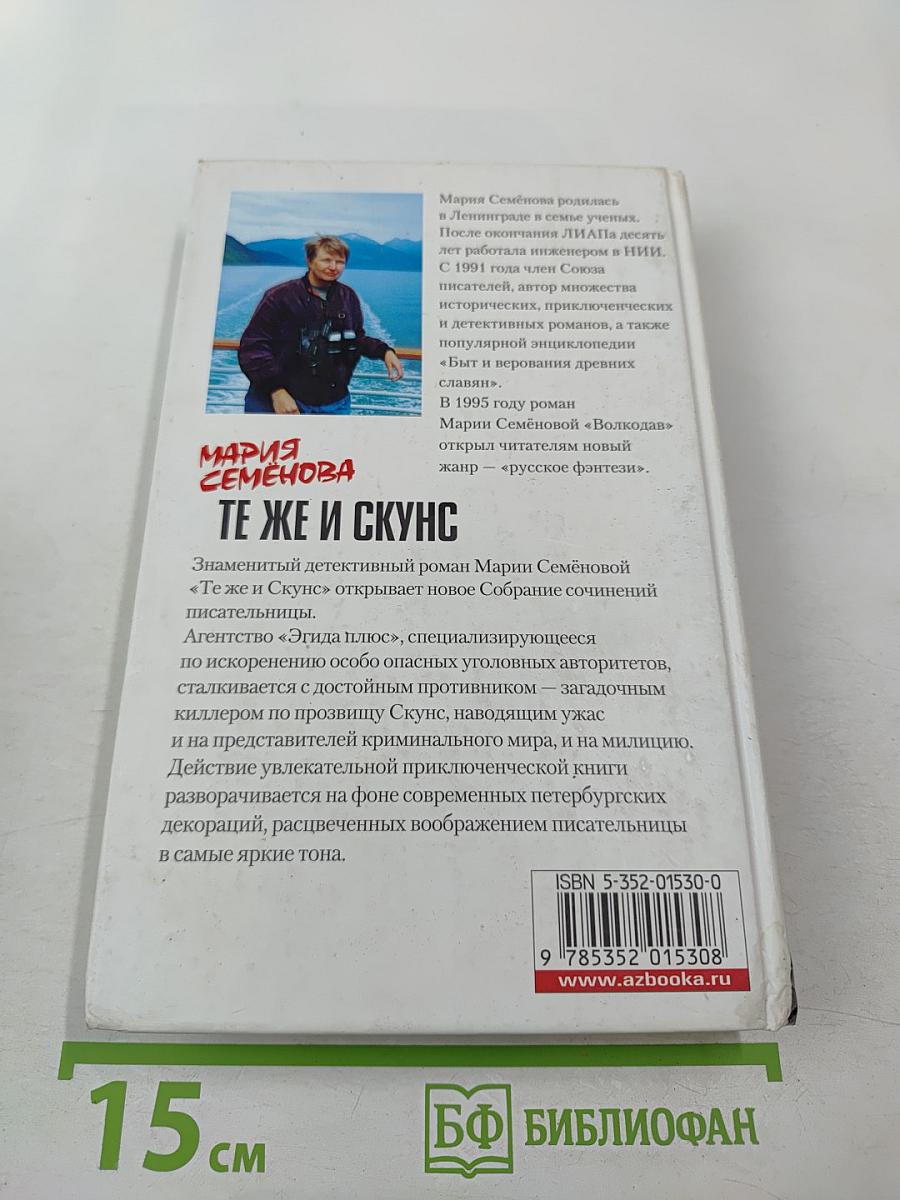 Мария Семёнова родилась
в Ленинграде в семье ученых.
После окончания ЛИАПа десять
лет работала инженером в НИИ.
С 1991 года член Союза
писателей, автор множества
исторических, приключенческих
и детективных романов, а также
популярной энциклопедии
«Быт и верования древних
славян».
В 1995 году роман
Марии Семёновой «Волкодав»
открыл читателям новый
жанр — «русское фэнтези».
МАРИЯ
СЕМЁНОВА
ТЕ ЖЕ И СКУНС
Знаменитый детективный роман Марии Семёновой
«Те же и Скунс» открывает новое Собрание сочинений
писательницы.
Агентство «Эгида плюс», специализирующееся
по искоренению особо опасных уголовных авторитетов,
сталкивается с достойным противником — загадочным
киллером по прозвищу Скунс, наводящим ужас
и на представителей криминального мира, и на милицию.
Действие увлекательной приключенческой книги
разворачивается на фоне современных петербургских
декораций, расцвеченных воображением писательницы
в самые яркие тона.
ISBN 5-352-01530-0
9 785352 015308
www.azbooka.ru
15 см
БФ БИБЛИОФАН